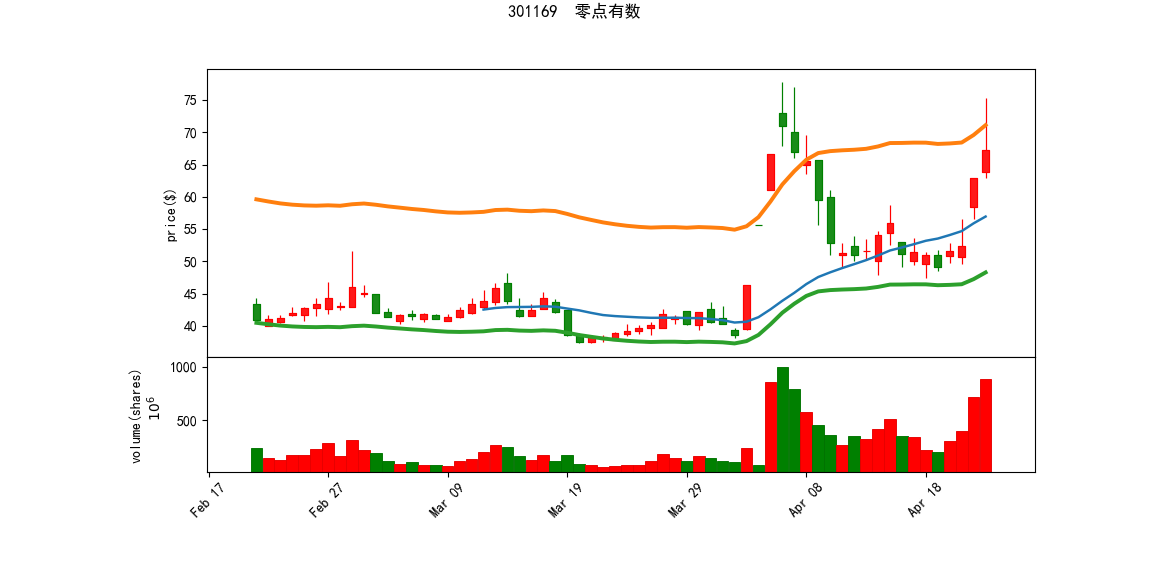 301169 零点有数
price($)
75
70
65
60
55
50
45
40
volume(shares)
10^6
1000
500
Feb 17
Feb 27
Mar 09
Mar 19
Mar 29
Apr 08
Apr 18